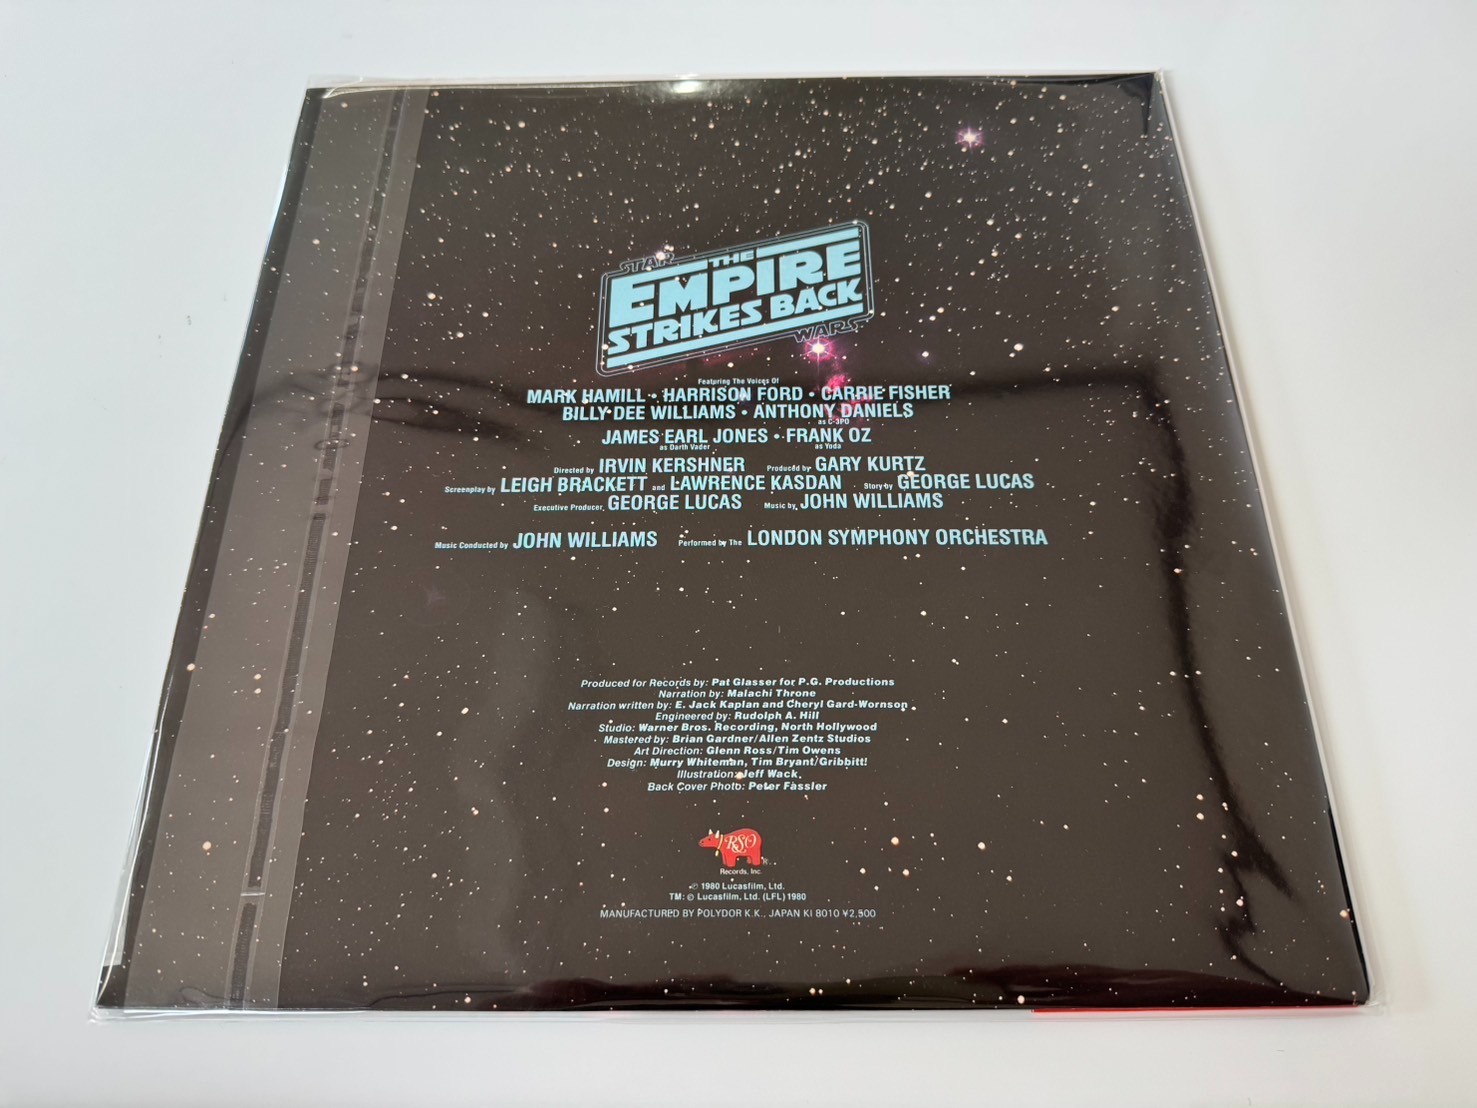 STAR
THE
EMPIRE
STRIKES BACK
WARS
Featuring The Voices Of
MARK HAMILL • HARRISON FORD • CARRIE FISHER
BILLY DEE WILLIAMS • ANTHONY DANIELS
as C-3PO
JAMES EARL JONES • FRANK OZ
as Darth Vader as Yoda
Directed by IRVIN KERSHNER Produced by GARY KURTZ
Screenplay by LEIGH BRACKETT and LAWRENCE KASDAN Story by GEORGE LUCAS
Executive Producer GEORGE LUCAS Music by JOHN WILLIAMS
Music Conducted by JOHN WILLIAMS Performed by The LONDON SYMPHONY ORCHESTRA
Produced for Records by: Pat Glasser for P.G. Productions
Narration by: Malachi Throne
Narration written by: E. Jack Kaplan and Cheryl Gard-Wornson
Engineered by: Rudolph A. Hill
Studio: Warner Bros. Recording, North Hollywood
Mastered by: Brian Gardner/Allen Zentz Studios
Art Direction: Glenn Ross/Tim Owens
Design: Murry Whiteman, Tim Bryant/Gribbitt!
Illustration: Jeff Wack
Back Cover Photo: Peter Fassler
RSO
®
Records, Inc.
℗ 1980 Lucasfilm, Ltd.
TM: © Lucasfilm, Ltd. (LFL) 1980
MANUFACTURED BY POLYDOR K.K., JAPAN KI 8010 ¥2,500